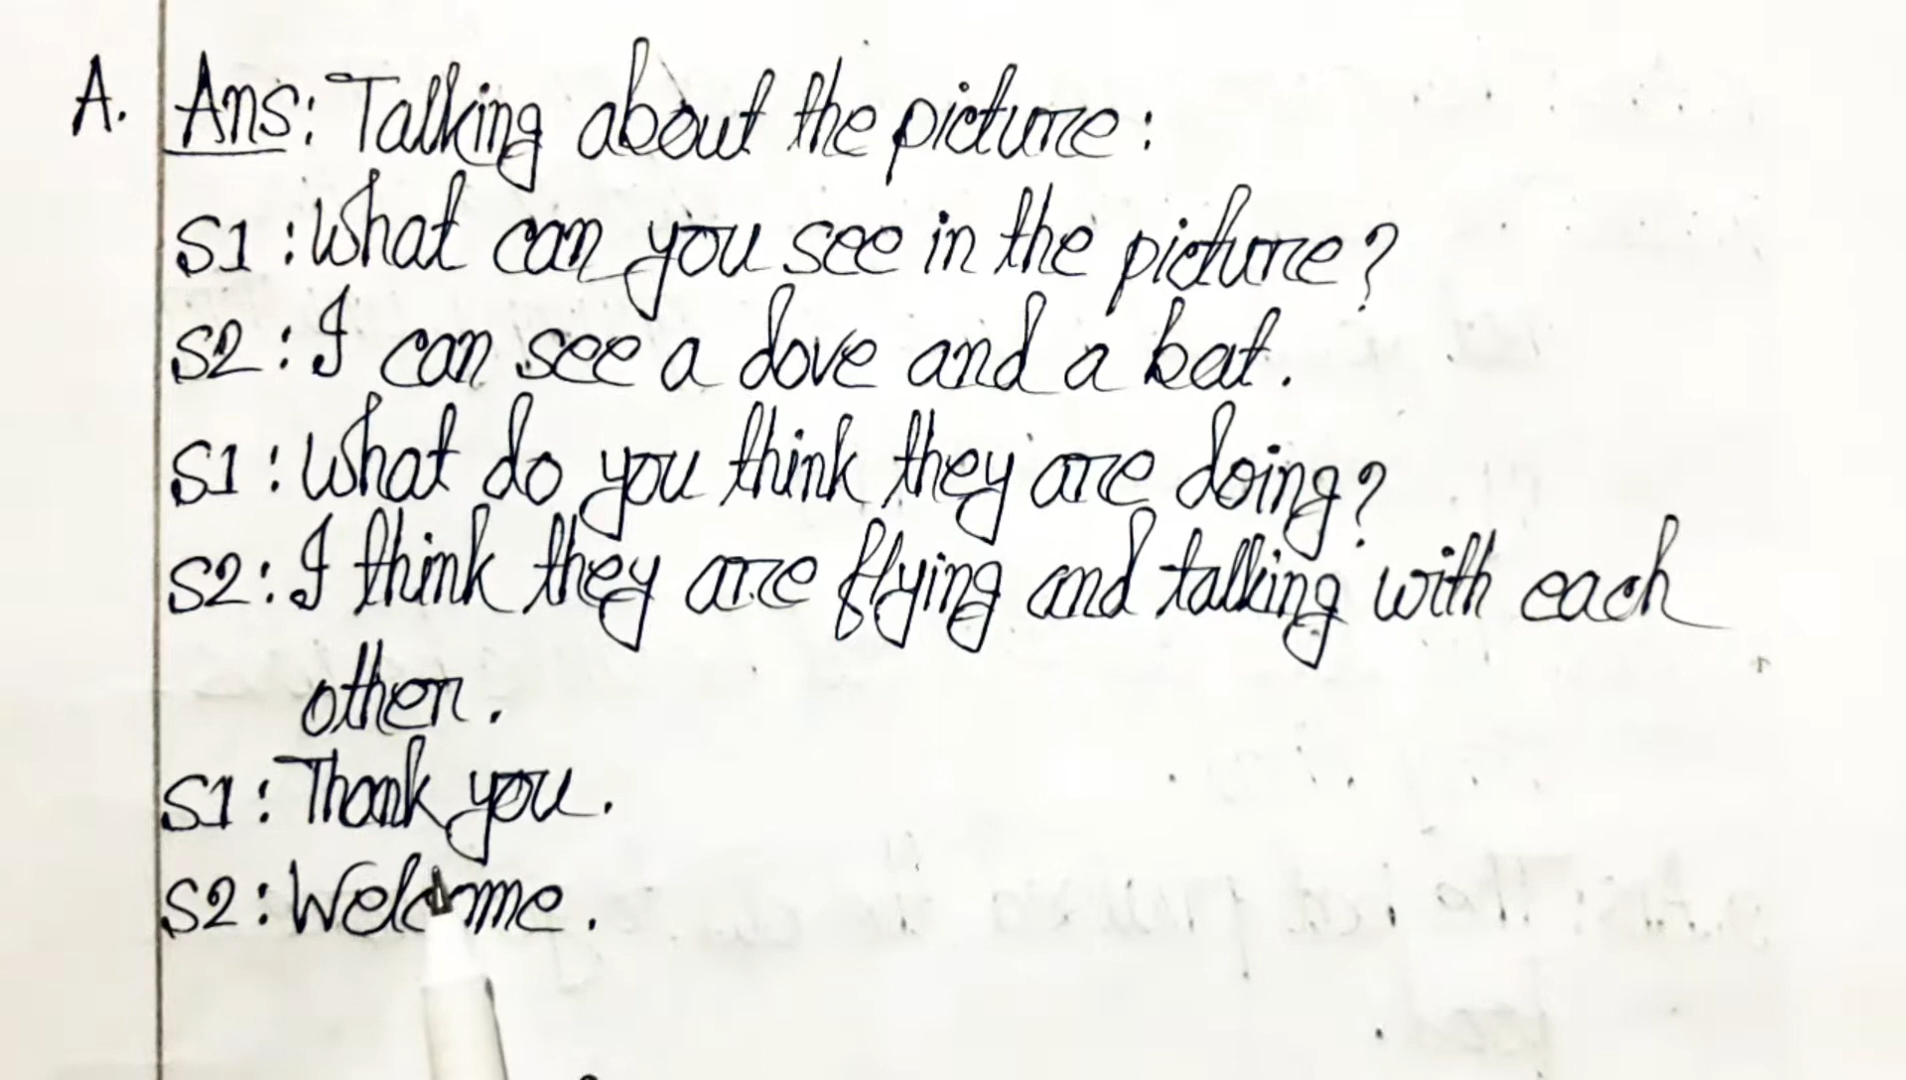 A. Ans: Talking about the picture:
S1: What can you see in the picture?
S2: I can see a dove and a bat.
S1: What do you think they are doing?
S2: I think they are flying and talking with each
other.
S1: Thank you.
S2: Welcome.